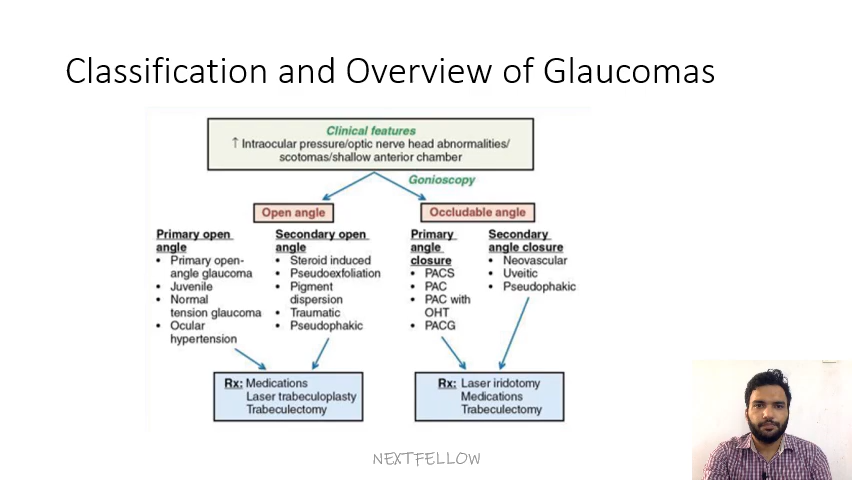 Classification and Overview of Glaucomas
Clinical features
↑ Intraocular pressure/optic nerve head abnormalities/
scotomas/shallow anterior chamber
Gonioscopy
Open angle
Occludable angle
Primary open
angle
• Primary open-
angle glaucoma
• Juvenile
• Normal
tension glaucoma
• Ocular
hypertension
Secondary open
angle
• Steroid induced
• Pseudoexfoliation
• Pigment
dispersion
• Traumatic
• Pseudophakic
Primary
angle
closure
• PACS
• PAC
• PAC with
OHT
• PACG
Secondary
angle closure
• Neovascular
• Uveitic
• Pseudophakic
Rx: Medications
Laser trabeculoplasty
Trabeculectomy
Rx: Laser iridotomy
Medications
Trabeculectomy
NEXTFELLOW